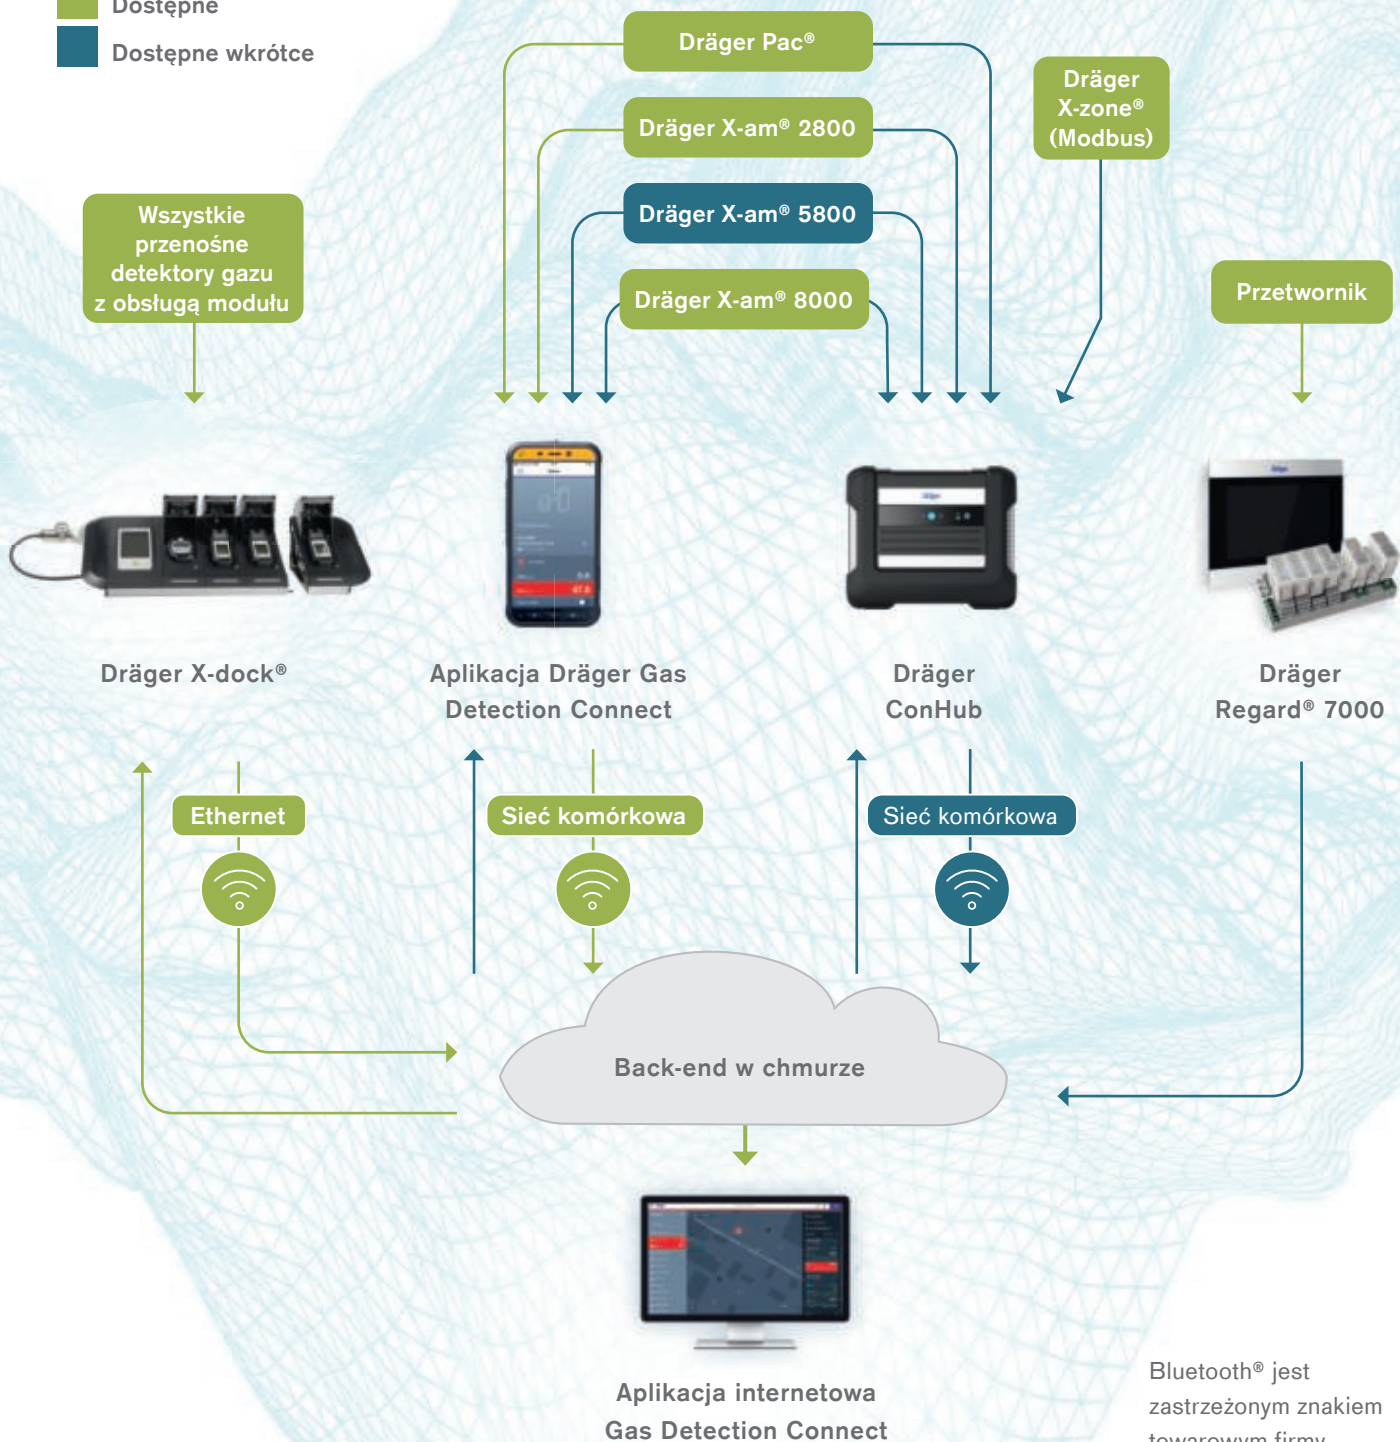 Dostępne
Dostępne wkrótce
Dräger Pac®
Dräger X-am® 2800
Dräger X-am® 5800
Dräger X-am® 8000
Dräger
X-zone®
(Modbus)
Wszystkie
przenośne
detektory gazu
z obsługą modułu
Przetwornik
Dräger X-dock®
Aplikacja Dräger Gas
Detection Connect
Dräger
ConHub
Dräger
Regard® 7000
Ethernet
Sieć komórkowa
Sieć komórkowa
Back-end w chmurze
Aplikacja internetowa
Gas Detection Connect
Bluetooth® jest
zastrzeżonym znakiem
towarowym firmy